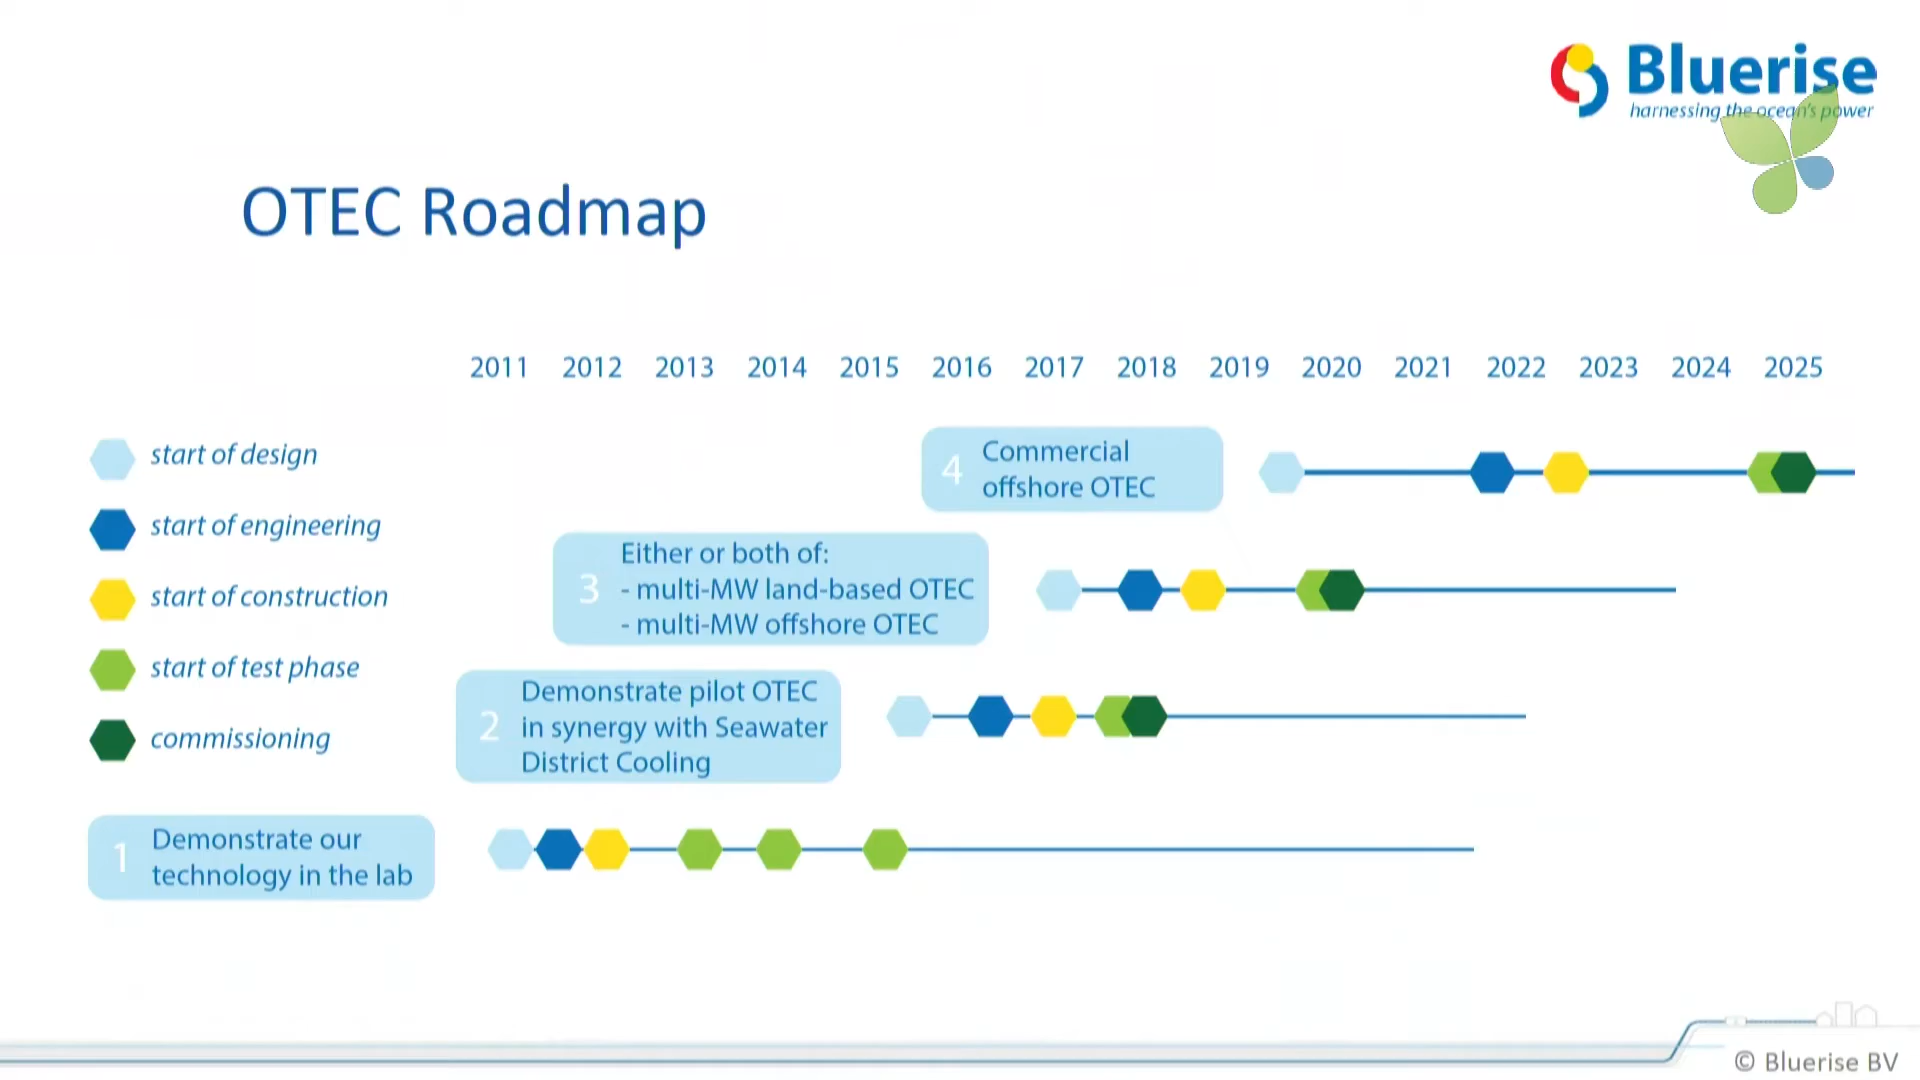 Bluerise
harnessing the ocean's power
OTEC Roadmap
2011 2012 2013 2014 2015 2016 2017 2018 2019 2020 2021 2022 2023 2024 2025
start of design
start of engineering
start of construction
start of test phase
commissioning
4 Commercial
offshore OTEC
3 Either or both of:
- multi-MW land-based OTEC
- multi-MW offshore OTEC
2 Demonstrate pilot OTEC
in synergy with Seawater
District Cooling
1 Demonstrate our
technology in the lab
© Bluerise BV